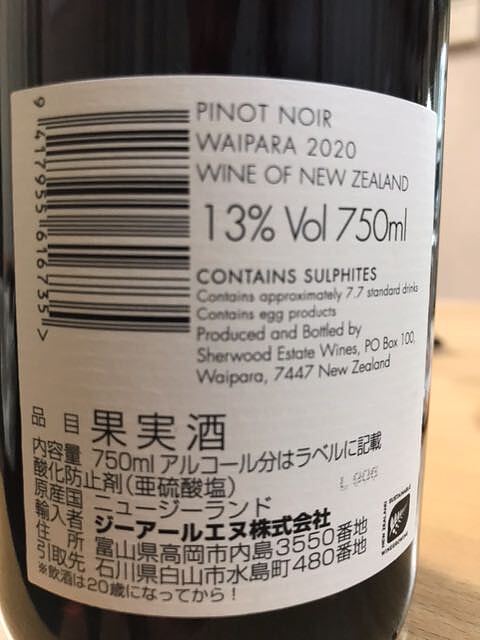 PINOT NOIR
WAIPARA 2020
WINE OF NEW ZEALAND
13% Vol 750ml
CONTAINS SULPHITES
Contains approximately 7.7 standard drinks
Contains egg products
Produced and Bottled by
Sherwood Estate Wines, PO Box 100,
Waipara, 7447 New Zealand
9 417955 616735 >
品目 果実酒
内容量 750ml アルコール分はラベルに記載
酸化防止剤(亜硫酸塩)
原産国 ニュージーランド
輸入者 ジーアールエヌ株式会社
住所 富山県高岡市内島3550番地
引取先 石川県白山市水島町480番地
※飲酒は20歳になってから!
NEW ZEALAND SUSTAINABLE
WINEGROWING